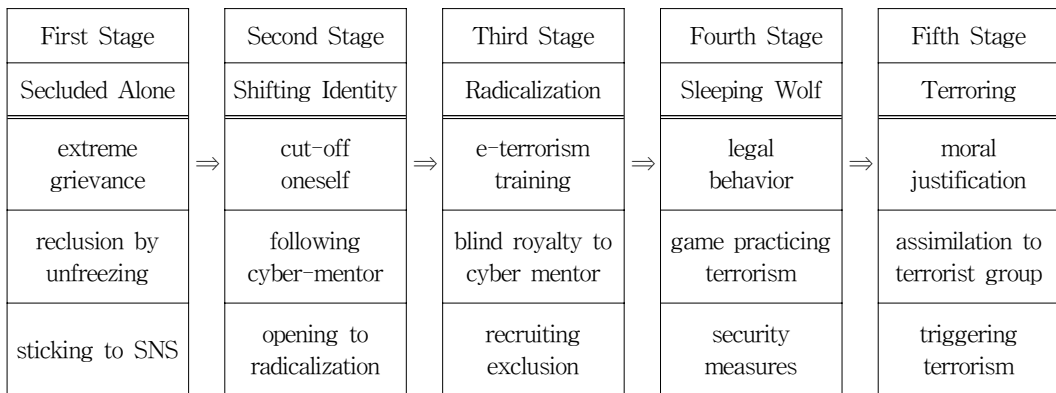 First Stage
Secluded Alone
extreme
grievance
reclusion by
unfreezing
sticking to SNS
⇒
Second Stage
Shifting Identity
cut-off
oneself
following
cyber-mentor
opening to
radicalization
⇒
Third Stage
Radicalization
e-terrorism
training
blind royalty to
cyber mentor
recruiting
exclusion
⇒
Fourth Stage
Sleeping Wolf
legal
behavior
game practicing
terrorism
security
measures
⇒
Fifth Stage
Terroring
moral
justification
assimilation to
terrorist group
triggering
terrorism